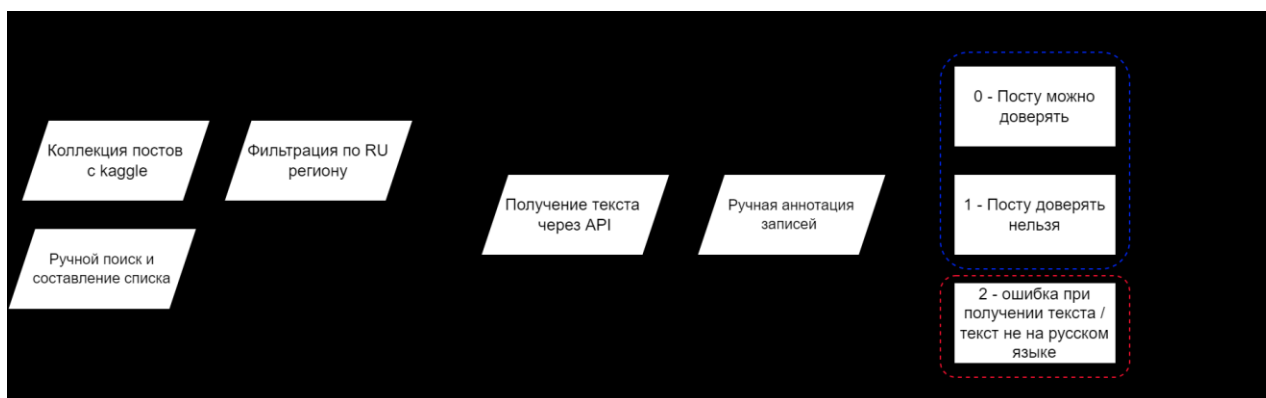 Коллекция постов
с kaggle
Фильтрация по RU
региону
Ручной поиск и
составление списка
Получение текста
через API
Ручная аннотация
записей
0 - Посту можно
доверять
1 - Посту доверять
нельзя
2 - ошибка при
получении текста /
текст не на русском
языке